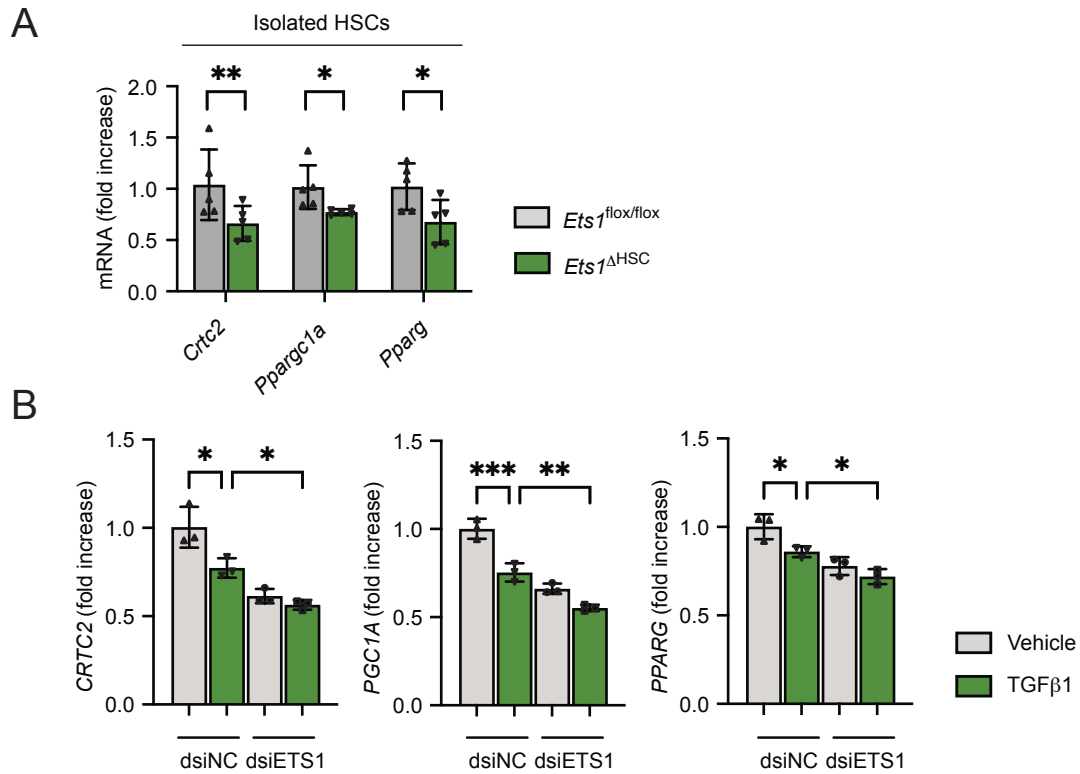 A
Isolated HSCs
** * *
mRNA (fold increase)
2.0
1.5
1.0
0.5
0.0
Crtc2
Ppargc1a
Pparg
Ets1flox/flox
Ets1ΔHSC
B
CRTC2 (fold increase)
1.5
1.0
0.5
0.0
* *
dsiNC dsiETS1
PGC1A (fold increase)
1.5
1.0
0.5
0.0
*** **
dsiNC dsiETS1
PPARG (fold increase)
1.5
1.0
0.5
0.0
* *
dsiNC dsiETS1
Vehicle
TGFβ1